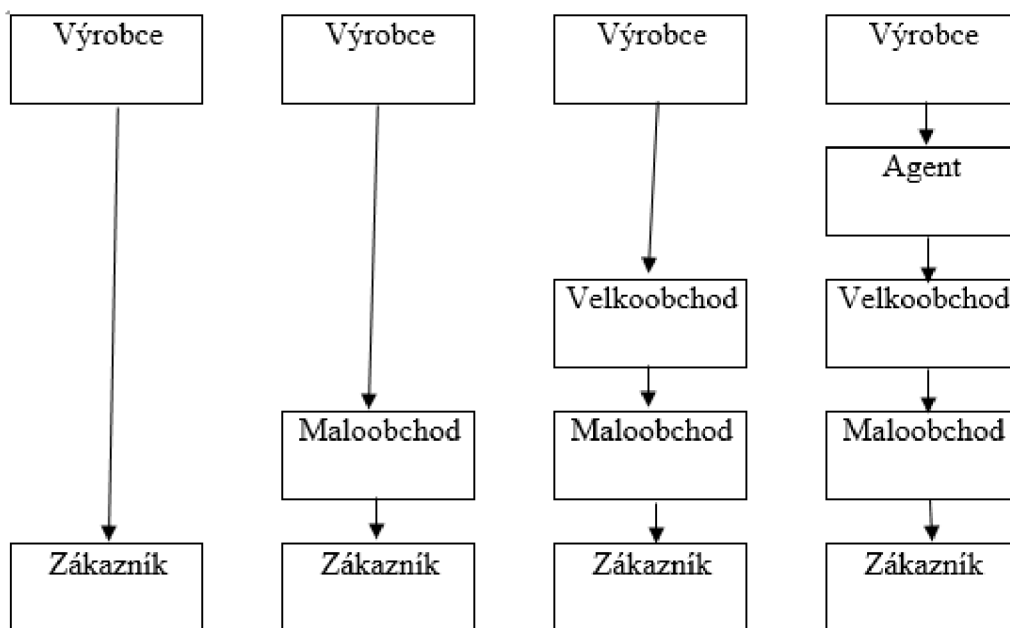 Výrobce
Výrobce
Výrobce
Výrobce
Agent
Velkoobchod
Velkoobchod
Maloobchod
Maloobchod
Maloobchod
Zákazník
Zákazník
Zákazník
Zákazník